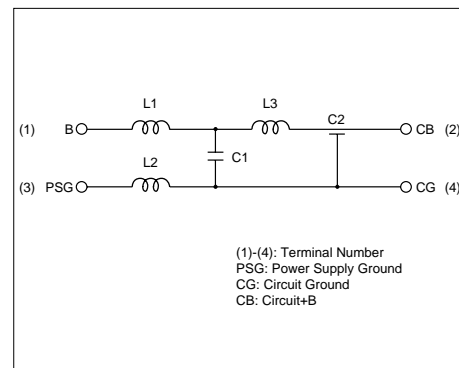 L1 L3
C2
(1) B CB (2)
C1
L2
(3) PSG CG (4)
(1)-(4): Terminal Number
PSG: Power Supply Ground
CG: Circuit Ground
CB: Circuit+B